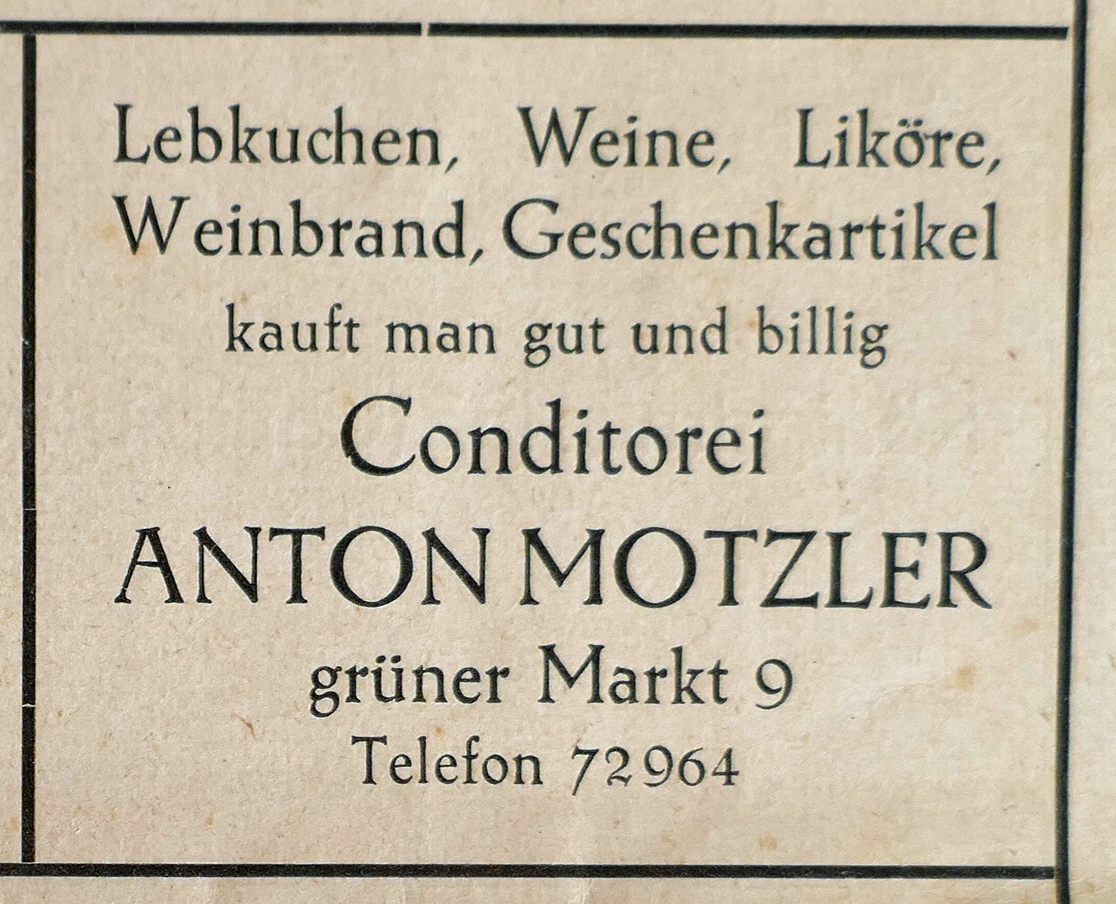 Lebkuchen, Weine, Liköre,
Weinbrand, Geschenkartikel
kauft man gut und billig
Conditorei
ANTON MOTZLER
grüner Markt 9
Telefon 72964